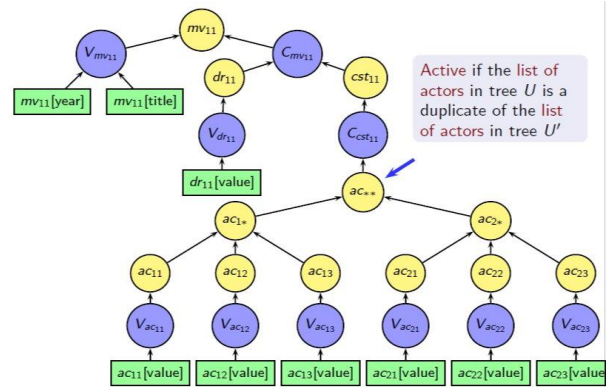 mv11
Vmv11
Cmv11
dr11
cst11
mv11[year]
mv11[title]
Vdr11
Ccst11
Active if the list of
actors in tree U is a
duplicate of the list
of actors in tree U′
dr11[value]
ac**
ac1*
ac2*
ac11
ac12
ac13
ac21
ac22
ac23
Vac11
Vac12
Vac13
Vac21
Vac22
Vac23
ac11[value]
ac12[value]
ac13[value]
ac21[value]
ac22[value]
ac23[value]